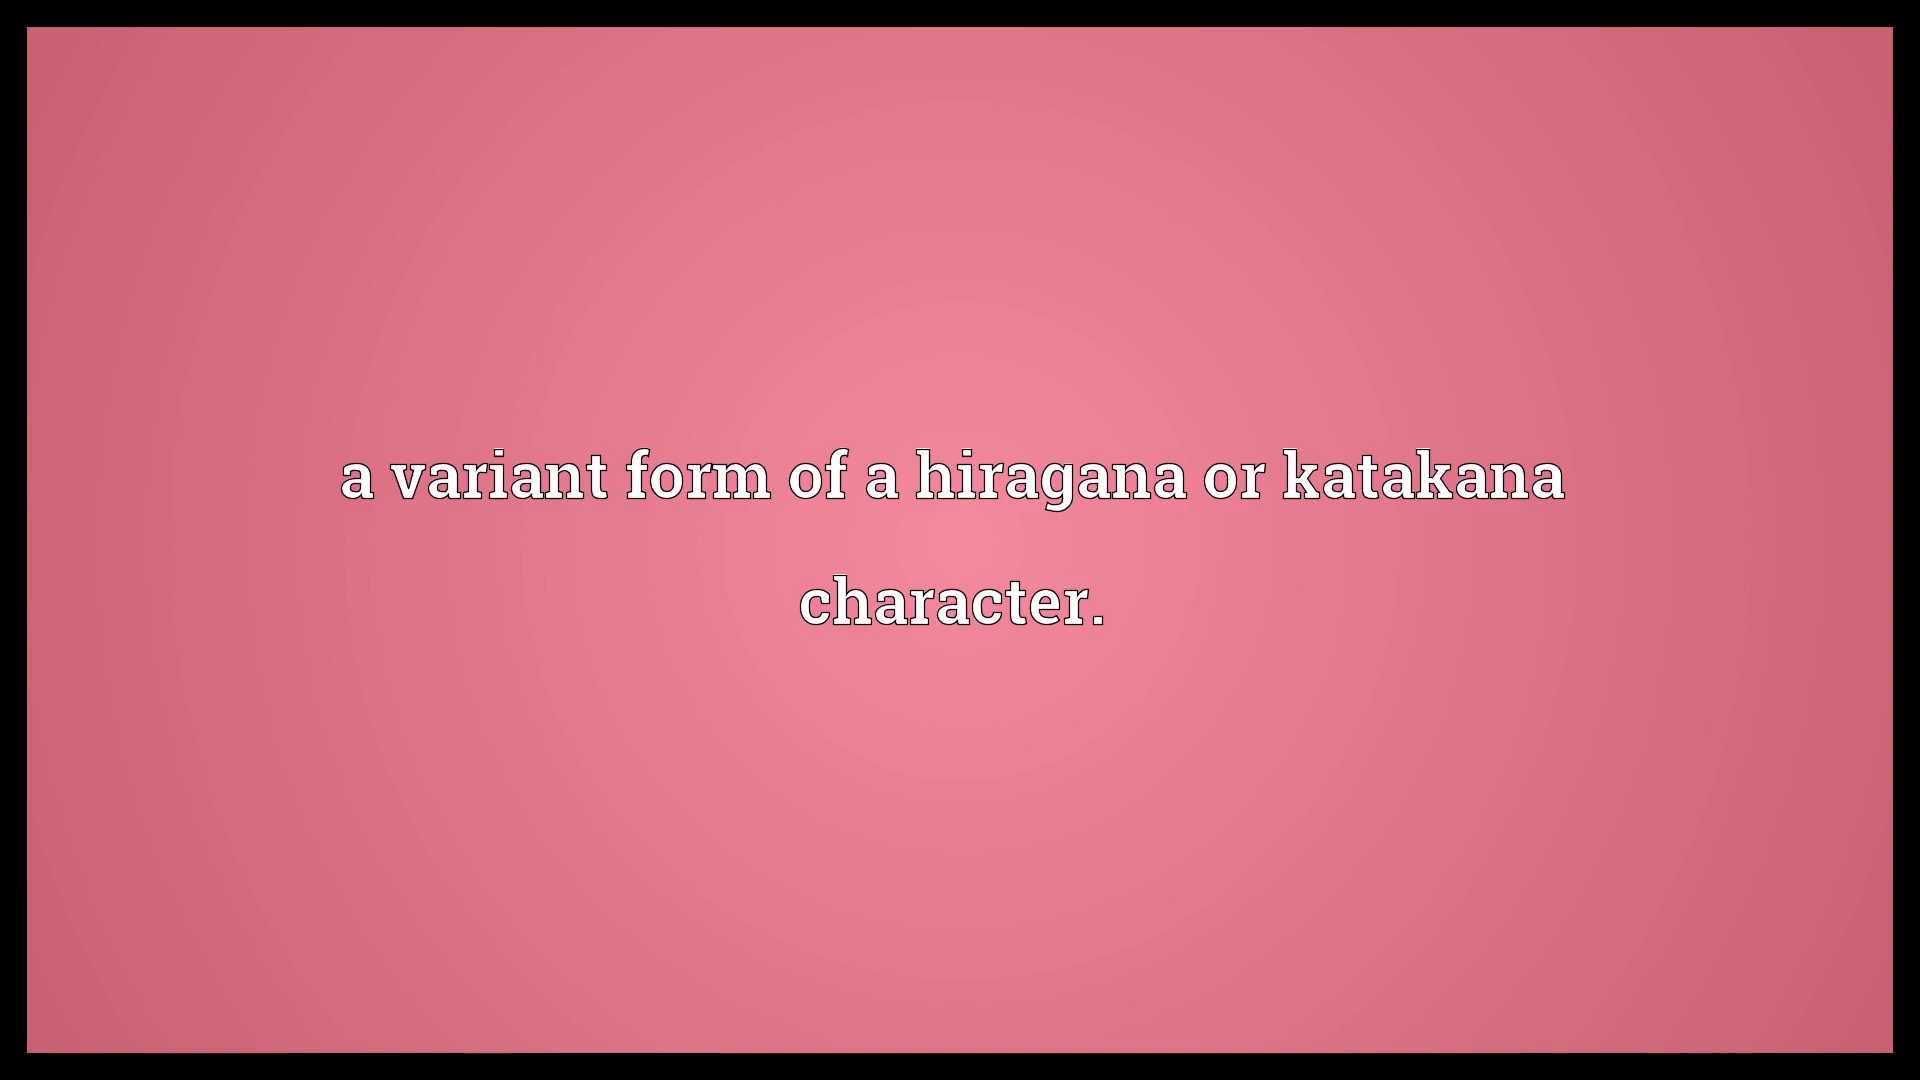 a variant form of a hiragana or katakana
character.